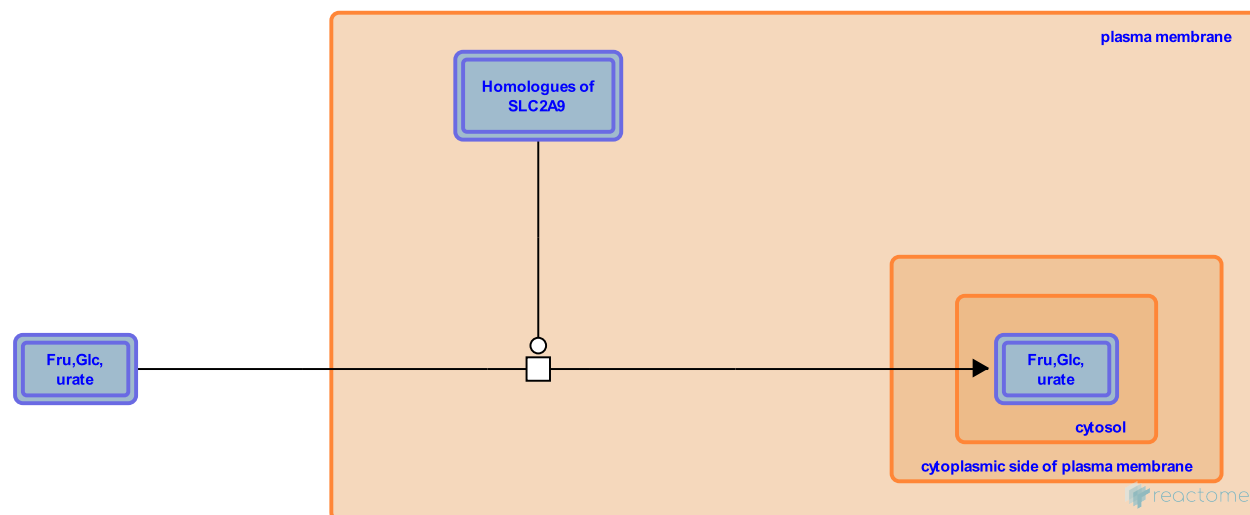 plasma membrane
Homologues of
SLC2A9
Fru,Glc,
urate
Fru,Glc,
urate
cytosol
cytoplasmic side of plasma membrane
reactome